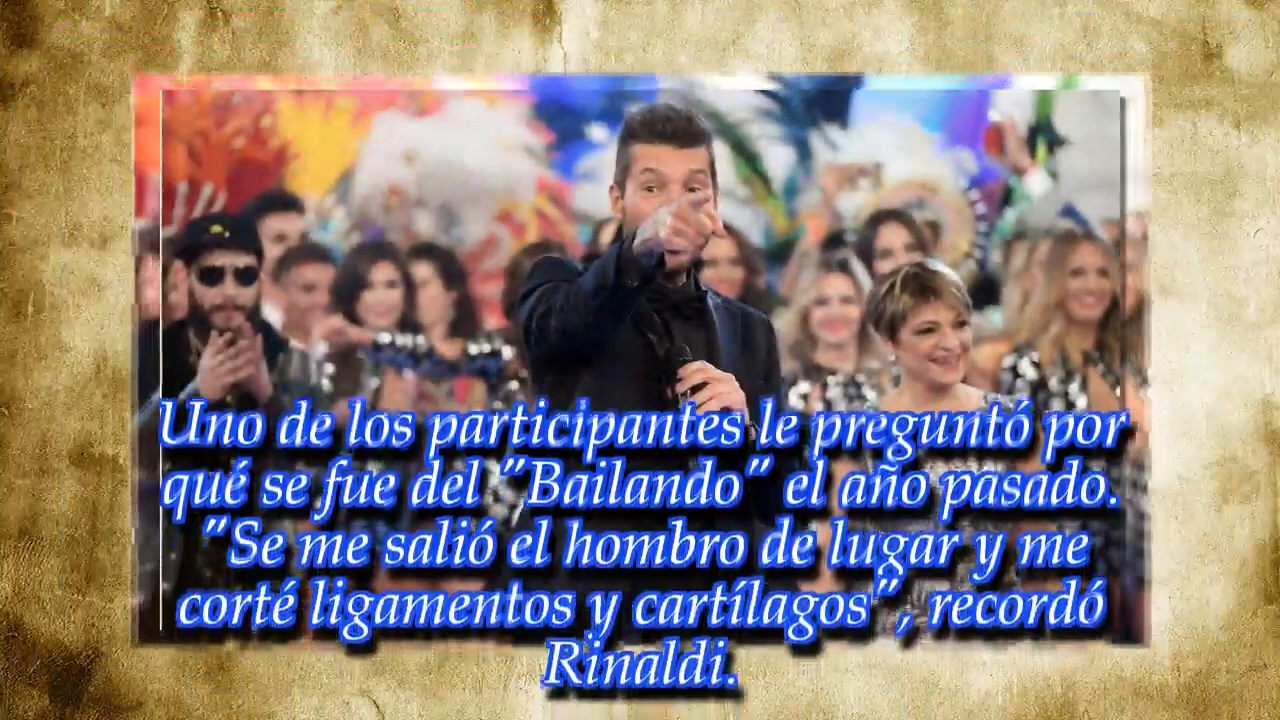 Uno de los participantes le preguntó por
qué se fue del "Bailando" el año pasado.
"Se me salió el hombro de lugar y me
corté ligamentos y cartílagos", recordó
Rinaldi.